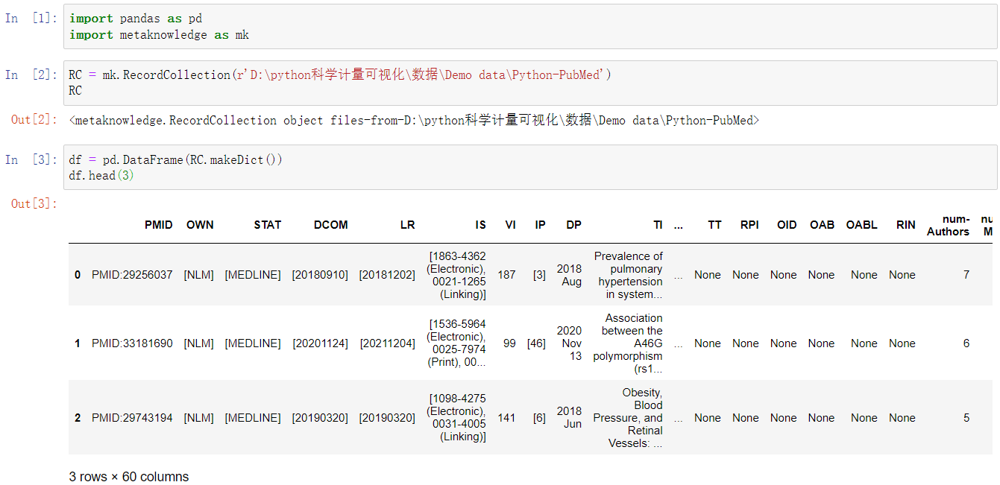 In [1]: import pandas as pd
import metaknowledge as mk
In [2]: RC = mk.RecordCollection(r'D:\python科学计量可视化\数据\Demo data\Python-PubMed')
RC
Out[2]: <metaknowledge.RecordCollection object files-from-D:\python科学计量可视化\数据\Demo data\Python-PubMed>
In [3]: df = pd.DataFrame(RC.makeDict())
df.head(3)
Out[3]:
num- nu
PMID OWN STAT DCOM LR IS VI IP DP TI ... TT RPI OID OAB OABL RIN Authors M
[1863-4362 Prevalence of
(Electronic), 2018 pulmonary
0 PMID:29256037 [NLM] [MEDLINE] [20180910] [20181202] 0021-1265 187 [3] Aug hypertension ... None None None None None None 7
(Linking)] in system...
[1536-5964 Association
(Electronic), 2020 between the
1 PMID:33181690 [NLM] [MEDLINE] [20201124] [20211204] 0025-7974 99 [46] Nov A46G ... None None None None None None 6
(Print), 00... 13 polymorphism
(rs1...
[1098-4275 Obesity,
(Electronic), 2018 Blood
2 PMID:29743194 [NLM] [MEDLINE] [20190320] [20190320] 0031-4005 141 [6] Jun Pressure, and ... None None None None None None 5
(Linking)] Retinal
Vessels: ...
3 rows × 60 columns